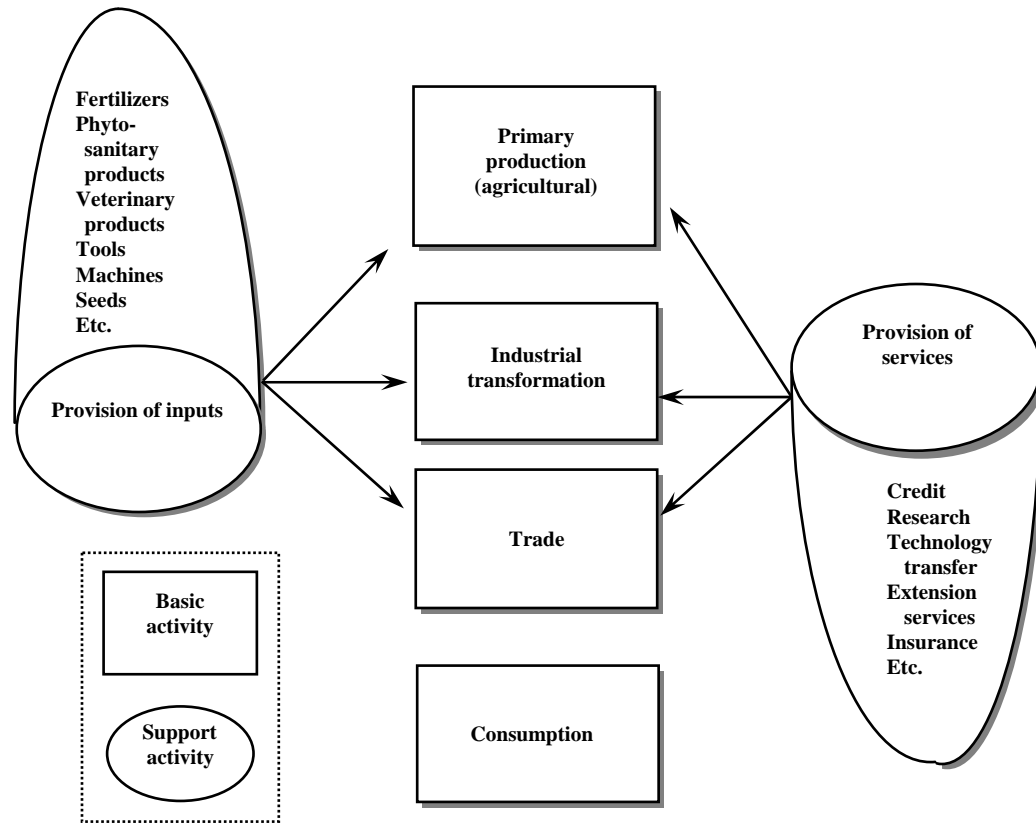 Fertilizers
Phyto-
sanitary
products
Veterinary
products
Tools
Machines
Seeds
Etc.
Provision of inputs
Primary
production
(agricultural)
Industrial
transformation
Trade
Consumption
Provision of
services
Credit
Research
Technology
transfer
Extension
services
Insurance
Etc.
Basic
activity
Support
activity